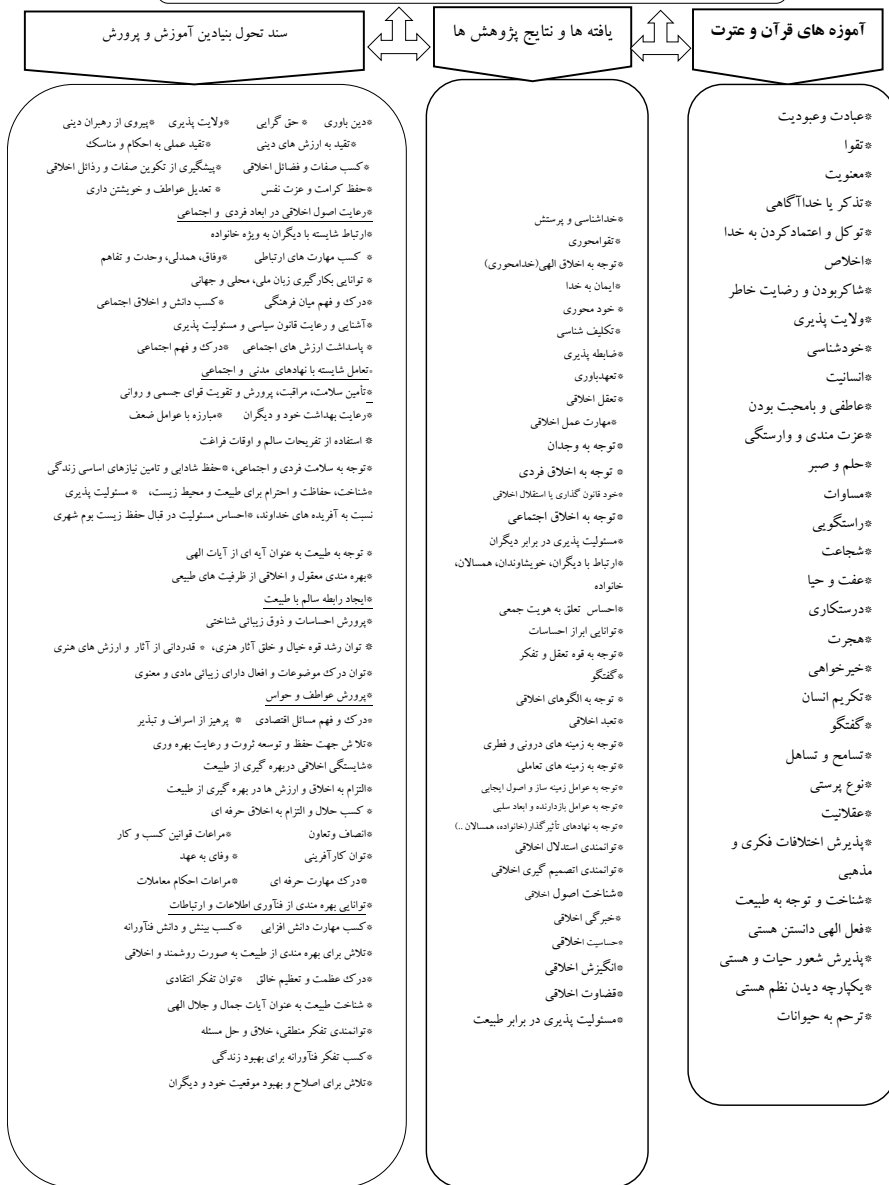 آموزه های قرآن و عترت
*عبادت وعبودیت
*تقوا
*معنویت
*تذکر یا خداآگاهی
*توکل و اعتمادکردن به خدا
*اخلاص
*شاکربودن و رضایت خاطر
*ولایت پذیری
*خودشناسی
*انسانیت
*عاطفی و بامحبت بودن
*عزت مندی و وارستگی
*حلم و صبر
*مساوات
*راستگویی
*شجاعت
*عفت و حیا
*درستکاری
*هجرت
*خیرخواهی
*تکریم انسان
*گفتگو
*تسامح و تساهل
*نوع پرستی
*عقلانیت
*پذیرش اختلافات فکری و
مذهبی
*شناخت و توجه به طبیعت
*فعل الهی دانستن هستی
*پذیرش شعور حیات و هستی
*یکپارچه دیدن نظم هستی
*ترحم به حیوانات
یافته ها و نتایج پژوهش ها
*خداشناسی و پرستش
*تقوامحوری
*توجه به اخلاق الهی(خدامحوری)
*ایمان به خدا
* خود محوری
*تکلیف شناسی
*ضابطه پذیری
*تعهدباوری
*تعقل اخلاقی
*مهارت عمل اخلاقی
*توجه به وجدان
* توجه به اخلاق فردی
*خود قانون گذاری یا استقلال اخلاقی
*توجه به اخلاق اجتماعی
*مسئولیت پذیری در برابر دیگران
*ارتباط با دیگران، خویشاوندان، همسالان،
خانواده
*احساس تعلق به هویت جمعی
*توانایی ابراز احساسات
*توجه به قوه تعقل و تفکر
*گفتگو
* توجه به الگوهای اخلاقی
*تعبد اخلاقی
*توجه به زمینه های درونی و فطری
*توجه به زمینه های تعاملی
*توجه به عوامل زمینه ساز و اصول ایجابی
*توجه به عوامل بازدارنده و ابعاد سلبی
*توجه به نهادهای تأثیرگذار(خانواده، همسالان ..)
*توانمندی استدلال اخلاقی
*توانمندی اتصمیم گیری اخلاقی
*شناخت اصول اخلاقی
*خبرگی اخلاقی
*حساسیت اخلاقی
*انگیزش اخلاقی
*قضاوت اخلاقی
*مسئولیت پذیری در برابر طبیعت
سند تحول بنیادین آموزش و پرورش
*دین باوری * حق گرایی *ولایت پذیری *پیروی از رهبران دینی
*تقید به ارزش های دینی *تقید عملی به احکام و مناسک
*کسب صفات و فضائل اخلاقی *پیشگیری از تکوین صفات و رذائل اخلاقی
*حفظ کرامت و عزت نفس * تعدیل عواطف و خویشتن داری
*رعایت اصول اخلاقی در ابعاد فردی و اجتماعی
*ارتباط شایسته با دیگران به ویژه خانواده
* کسب مهارت های ارتباطی *وفاق، همدلی، وحدت و تفاهم
* توانایی بکارگیری زبان ملی، محلی و جهانی
*درک و فهم میان فرهنگی *کسب دانش و اخلاق اجتماعی
*آشنایی و رعایت قانون سیاسی و مسئولیت پذیری
* پاسداشت ارزش های اجتماعی *درک و فهم اجتماعی
*تعامل شایسته با نهادهای مدنی و اجتماعی
*تأمین سلامت، مراقبت، پرورش و تقویت قوای جسمی و روانی
*رعایت بهداشت خود و دیگران *مبارزه با عوامل ضعف
* استفاده از تفریحات سالم و اوقات فراغت
*توجه به سلامت فردی و اجتماعی، *حفظ شادابی و تامین نیازهای اساسی زندگی
*شناخت، حفاظت و احترام برای طبیعت و محیط زیست، * مسئولیت پذیری
نسبت به آفریده های خداوند، *احساس مسئولیت در قبال حفظ زیست بوم شهری
* توجه به طبیعت به عنوان آیه ای از آیات الهی
*بهره مندی معقول و اخلاقی از ظرفیت های طبیعی
*ایجاد رابطه سالم با طبیعت
*پرورش احساسات و ذوق زیبائی شناختی
* توان رشد قوه خیال و خلق آثار هنری، * قدردانی از آثار و ارزش های هنری
*توان درک موضوعات و افعال دارای زیبائی مادی و معنوی
*پرورش عواطف و حواس
*درک و فهم مسائل اقتصادی * پرهیز از اسراف و تبذیر
*تلاش جهت حفظ و توسعه ثروت و رعایت بهره وری
*شایستگی اخلاقی دربهره گیری از طبیعت
*التزام به اخلاق و ارزش ها در بهره گیری از طبیعت
* کسب حلال و التزام به اخلاق حرفه ای
*انصاف وتعاون *مراعات قوانین کسب و کار
*توان کارآفرینی * وفای به عهد
*درک مهارت حرفه ای *مراعات احکام معاملات
*توانایی بهره مندی از فنآوری اطلاعات و ارتباطات
*کسب مهارت دانش افزایی *کسب بینش و دانش فنآورانه
*تلاش برای بهره مندی از طبیعت به صورت روشمند و اخلاقی
*درک عظمت و تعظیم خالق *توان تفکر انتقادی
* شناخت طبیعت به عنوان آیات جمال و جلال الهی
*توانمندی تفکر منطقی، خلاق و حل مسئله
*کسب تفکر فنآورانه برای بهبود زندگی
*تلاش برای اصلاح و بهبود موقعیت خود و دیگران